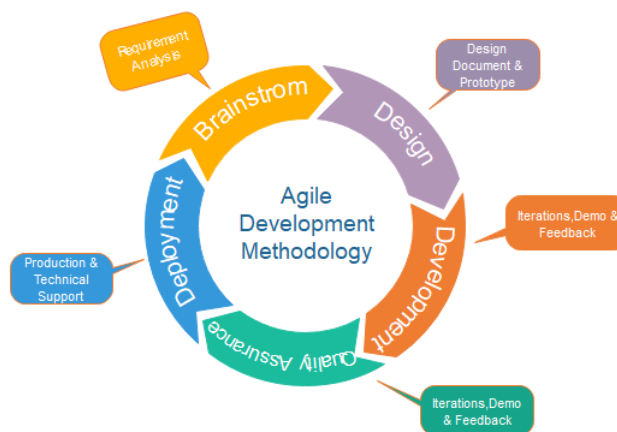 Requirement
Analysis
Brainstrom
Design
Document &
Prototype
Design
Agile
Development
Methodology
Iterations,Demo &
Feedback
Development
Production &
Technical
Support
Deployment
Quality Assurance
Iterations,Demo
& Feedback